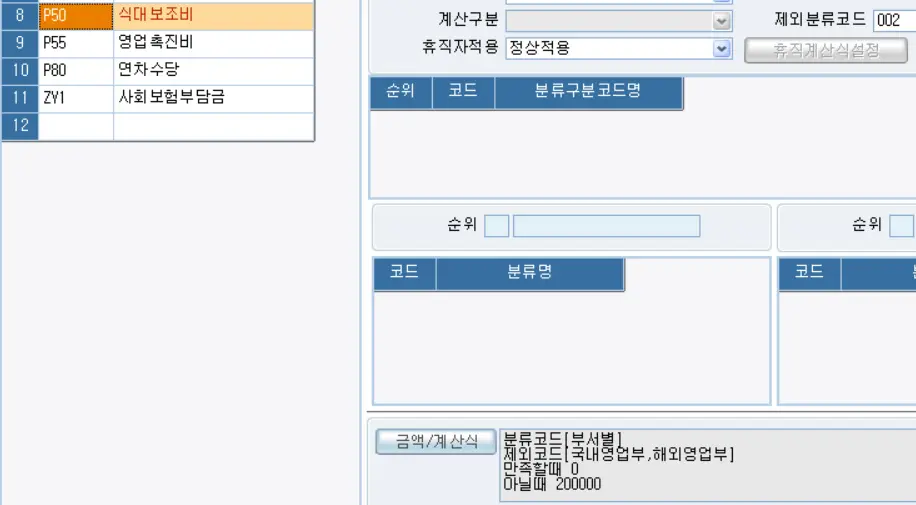 8 P50 식대보조비
9 P55 영업촉진비
10 P80 연차수당
11 ZY1 사회보험부담금
12
계산구분 제외분류코드 002
휴직자적용 정상적용 휴직계산식설정
순위 코드 분류구분코드명
순위 순위
코드 분류명 코드
금액/계산식
분류코드[부서별]
제외코드[국내영업부,해외영업부]
만족할때 0
아닐때 200000